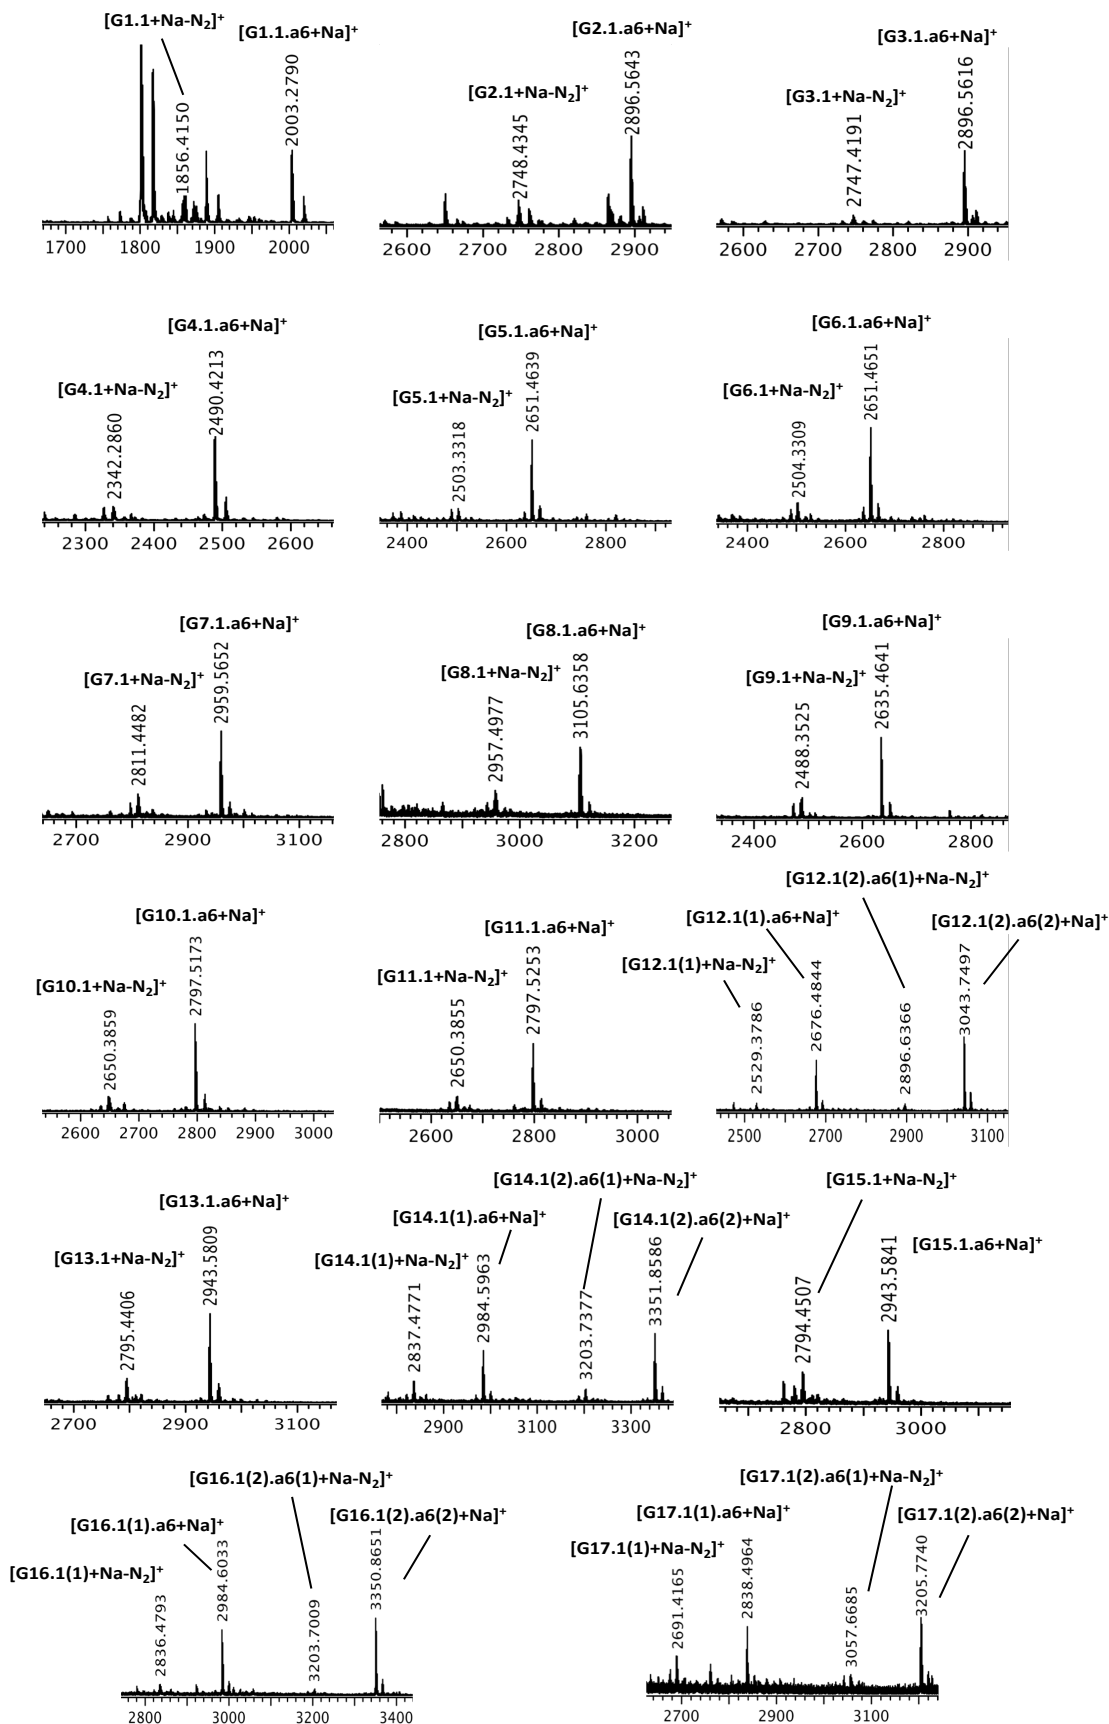 [G1.1+Na-N₂]⁺
[G1.1.a6+Na]⁺
1856.4150
2003.2790
1700 1800 1900 2000
[G2.1.a6+Na]⁺
[G2.1+Na-N₂]⁺
2748.4345
2896.5643
2600 2700 2800 2900
[G3.1.a6+Na]⁺
[G3.1+Na-N₂]⁺
2747.4191
2896.5616
2600 2700 2800 2900
[G4.1.a6+Na]⁺
[G4.1+Na-N₂]⁺
2342.2860
2490.4213
2300 2400 2500 2600
[G5.1.a6+Na]⁺
[G5.1+Na-N₂]⁺
2503.3318
2651.4639
2400 2600 2800
[G6.1.a6+Na]⁺
[G6.1+Na-N₂]⁺
2504.3309
2651.4651
2400 2600 2800
[G7.1.a6+Na]⁺
[G7.1+Na-N₂]⁺
2811.4482
2959.5652
2700 2900 3100
[G8.1.a6+Na]⁺
[G8.1+Na-N₂]⁺
2957.4977
3105.6358
2800 3000 3200
[G9.1.a6+Na]⁺
[G9.1+Na-N₂]⁺
2488.3525
2635.4641
2400 2600 2800
[G10.1.a6+Na]⁺
[G10.1+Na-N₂]⁺
2650.3859
2797.5173
2600 2700 2800 2900 3000
[G11.1.a6+Na]⁺
[G11.1+Na-N₂]⁺
2650.3855
2797.5253
2600 2800 3000
[G12.1(2).a6(1)+Na-N₂]⁺
[G12.1(1).a6+Na]⁺
[G12.1(2).a6(2)+Na]⁺
[G12.1(1)+Na-N₂]⁺
2529.3786
2676.4844
2896.6366
3043.7497
2500 2700 2900 3100
[G13.1.a6+Na]⁺
[G13.1+Na-N₂]⁺
2795.4406
2943.5809
2700 2900 3100
[G14.1(2).a6(1)+Na-N₂]⁺
[G14.1(1).a6+Na]⁺
[G14.1(2).a6(2)+Na]⁺
[G14.1(1)+Na-N₂]⁺
2837.4771
2984.5963
3203.7377
3351.8586
2900 3100 3300
[G15.1+Na-N₂]⁺
[G15.1.a6+Na]⁺
2794.4507
2943.5841
2800 3000
[G16.1(2).a6(1)+Na-N₂]⁺
[G16.1(2).a6(2)+Na]⁺
[G16.1(1).a6+Na]⁺
[G16.1(1)+Na-N₂]⁺
2836.4793
2984.6033
3203.7009
3350.8651
2800 3000 3200 3400
[G17.1(2).a6(1)+Na-N₂]⁺
[G17.1(1).a6+Na]⁺
[G17.1(2).a6(2)+Na]⁺
[G17.1(1)+Na-N₂]⁺
2691.4165
2838.4964
3057.6685
3205.7740
2700 2900 3100